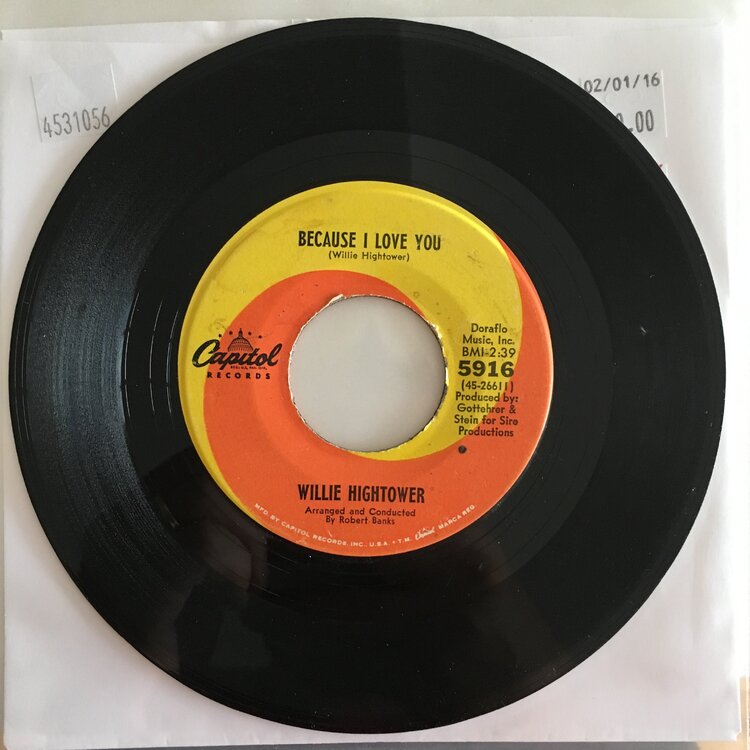 02/01/16
4531056
.00
BECAUSE I LOVE YOU
(Willie Hightower)
Capitol
RECORDS
Doraflo
Music, Inc.
BMI-2:39
5916
(45-26611)
Produced by:
Gottehrer &
Stein for Sire
Productions
WILLIE HIGHTOWER
Arranged and Conducted
By Robert Banks
MFD. BY CAPITOL RECORDS, INC., U.S.A. • T.M. Capitol MARCA REG.